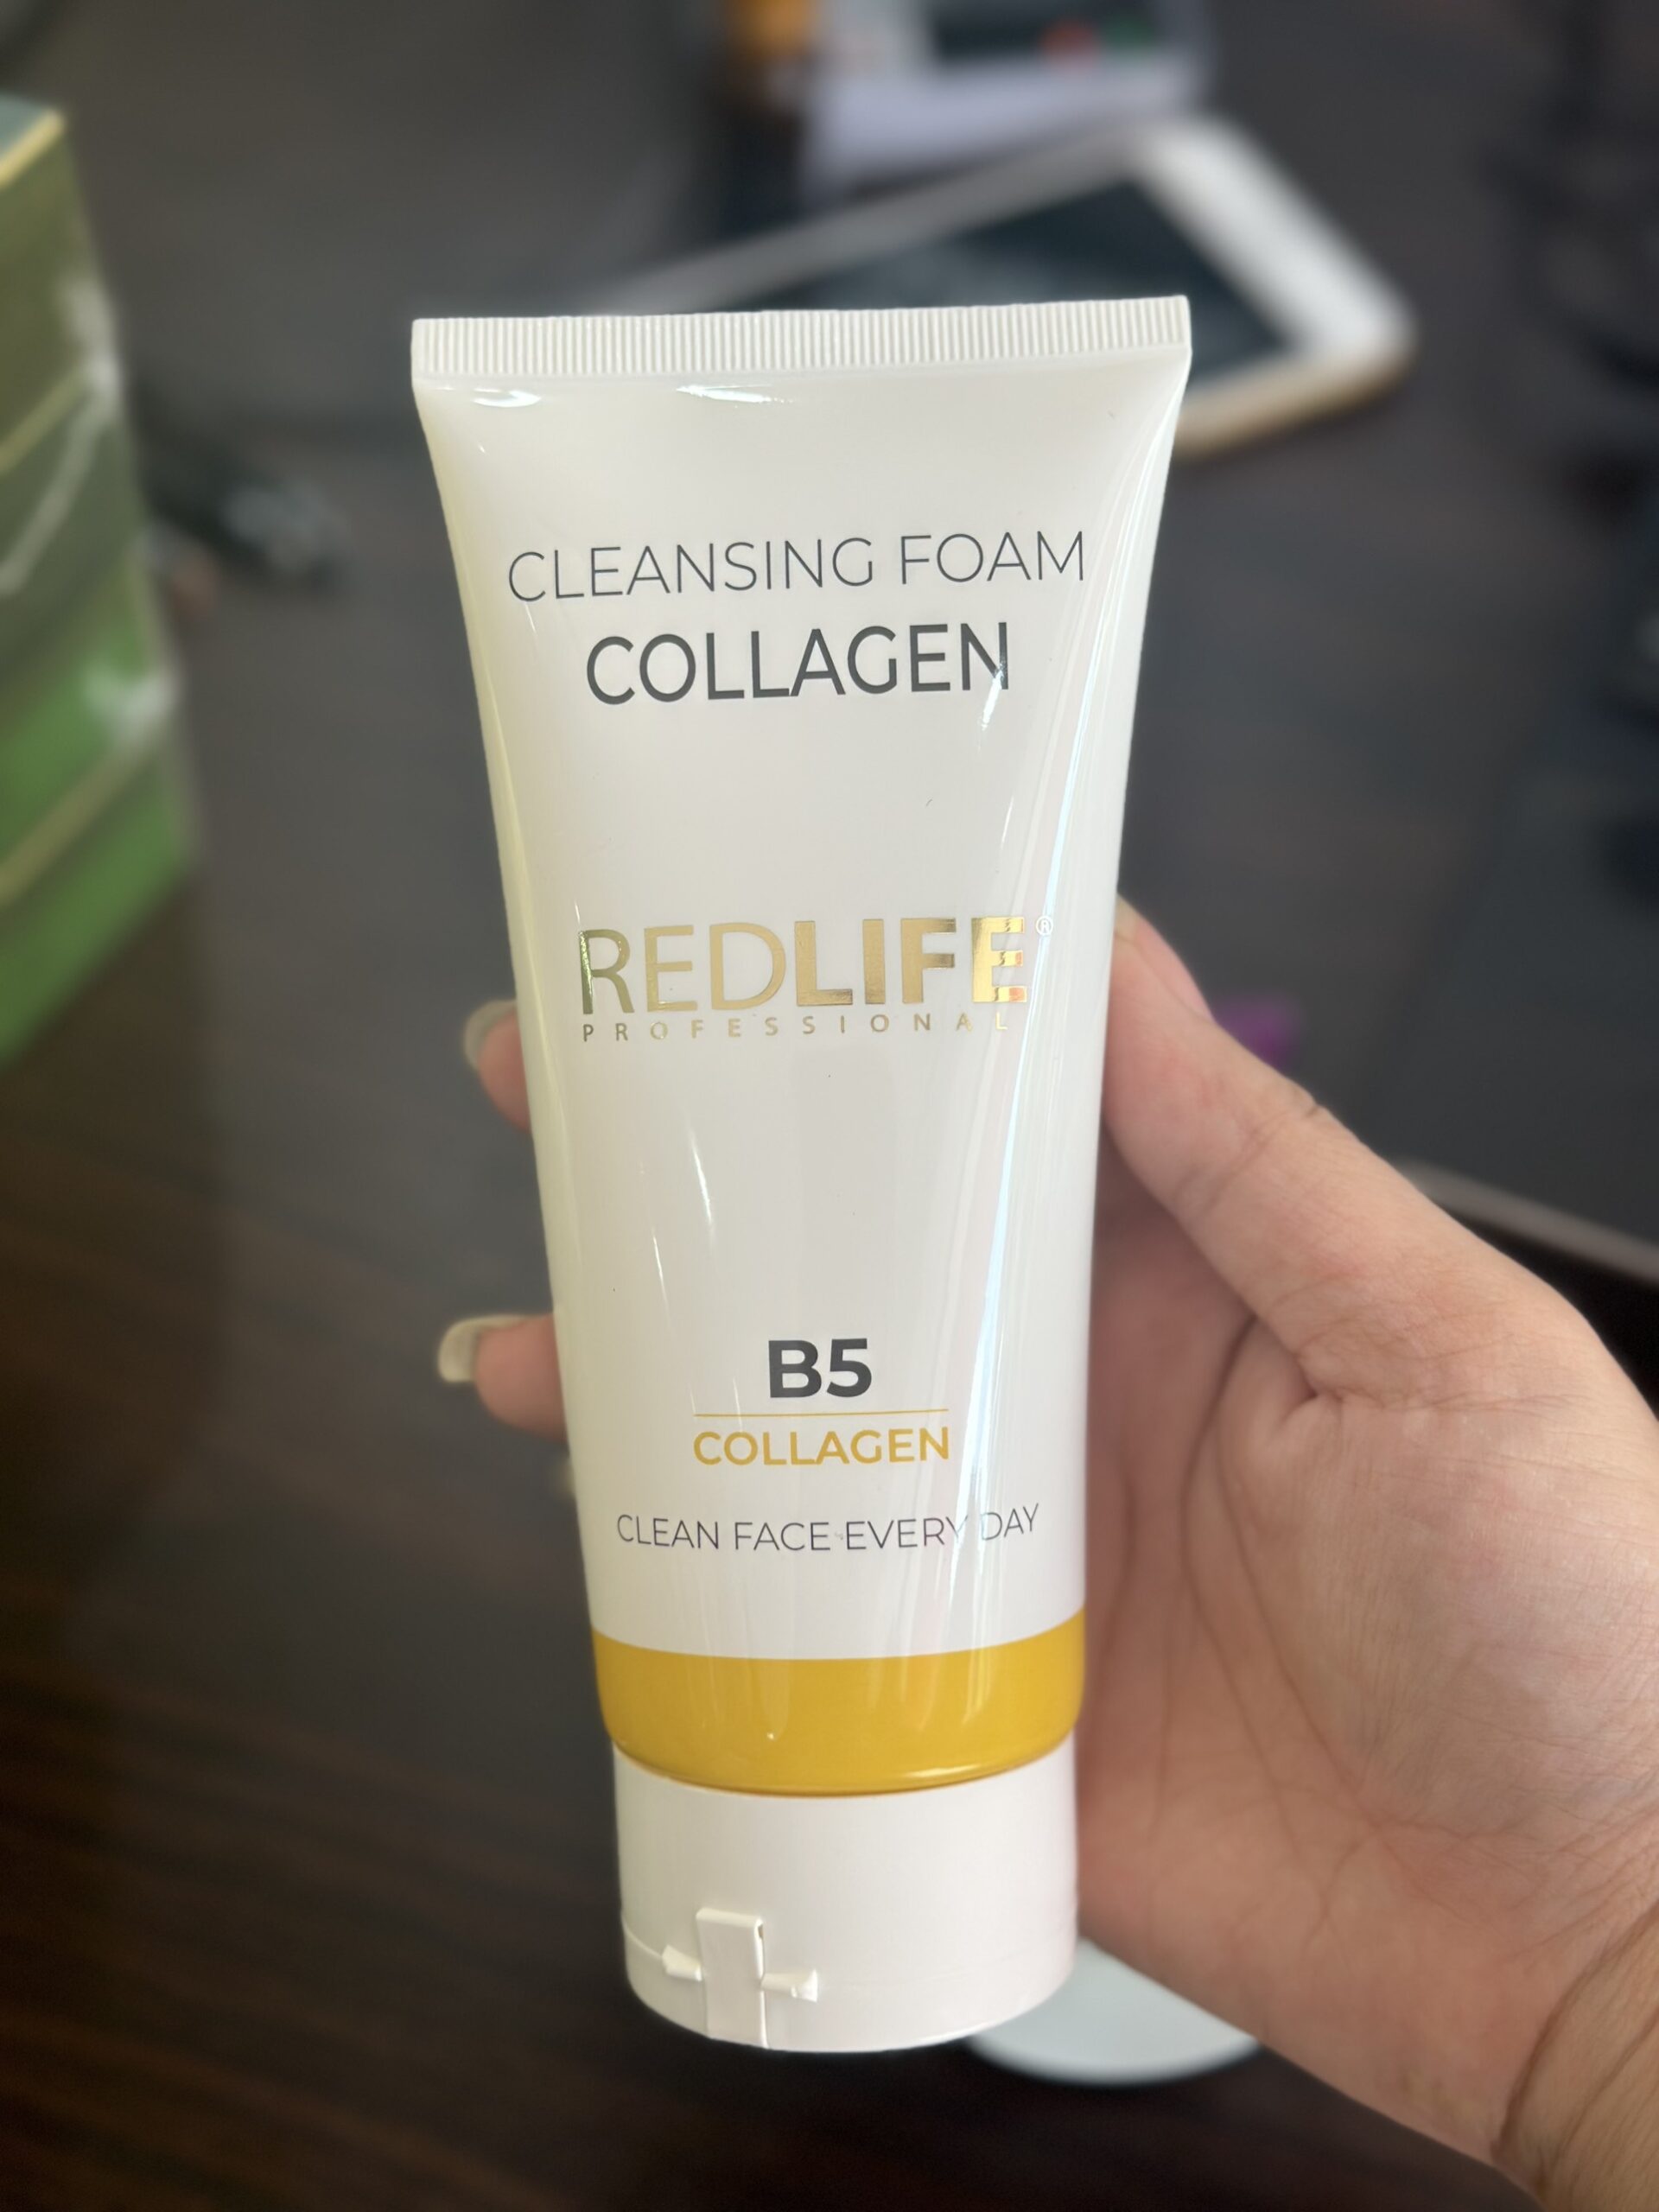 CLEANSING FOAM
COLLAGEN
REDLIFE®
PROFESSIONAL
B5
COLLAGEN
CLEAN FACE EVERY DAY